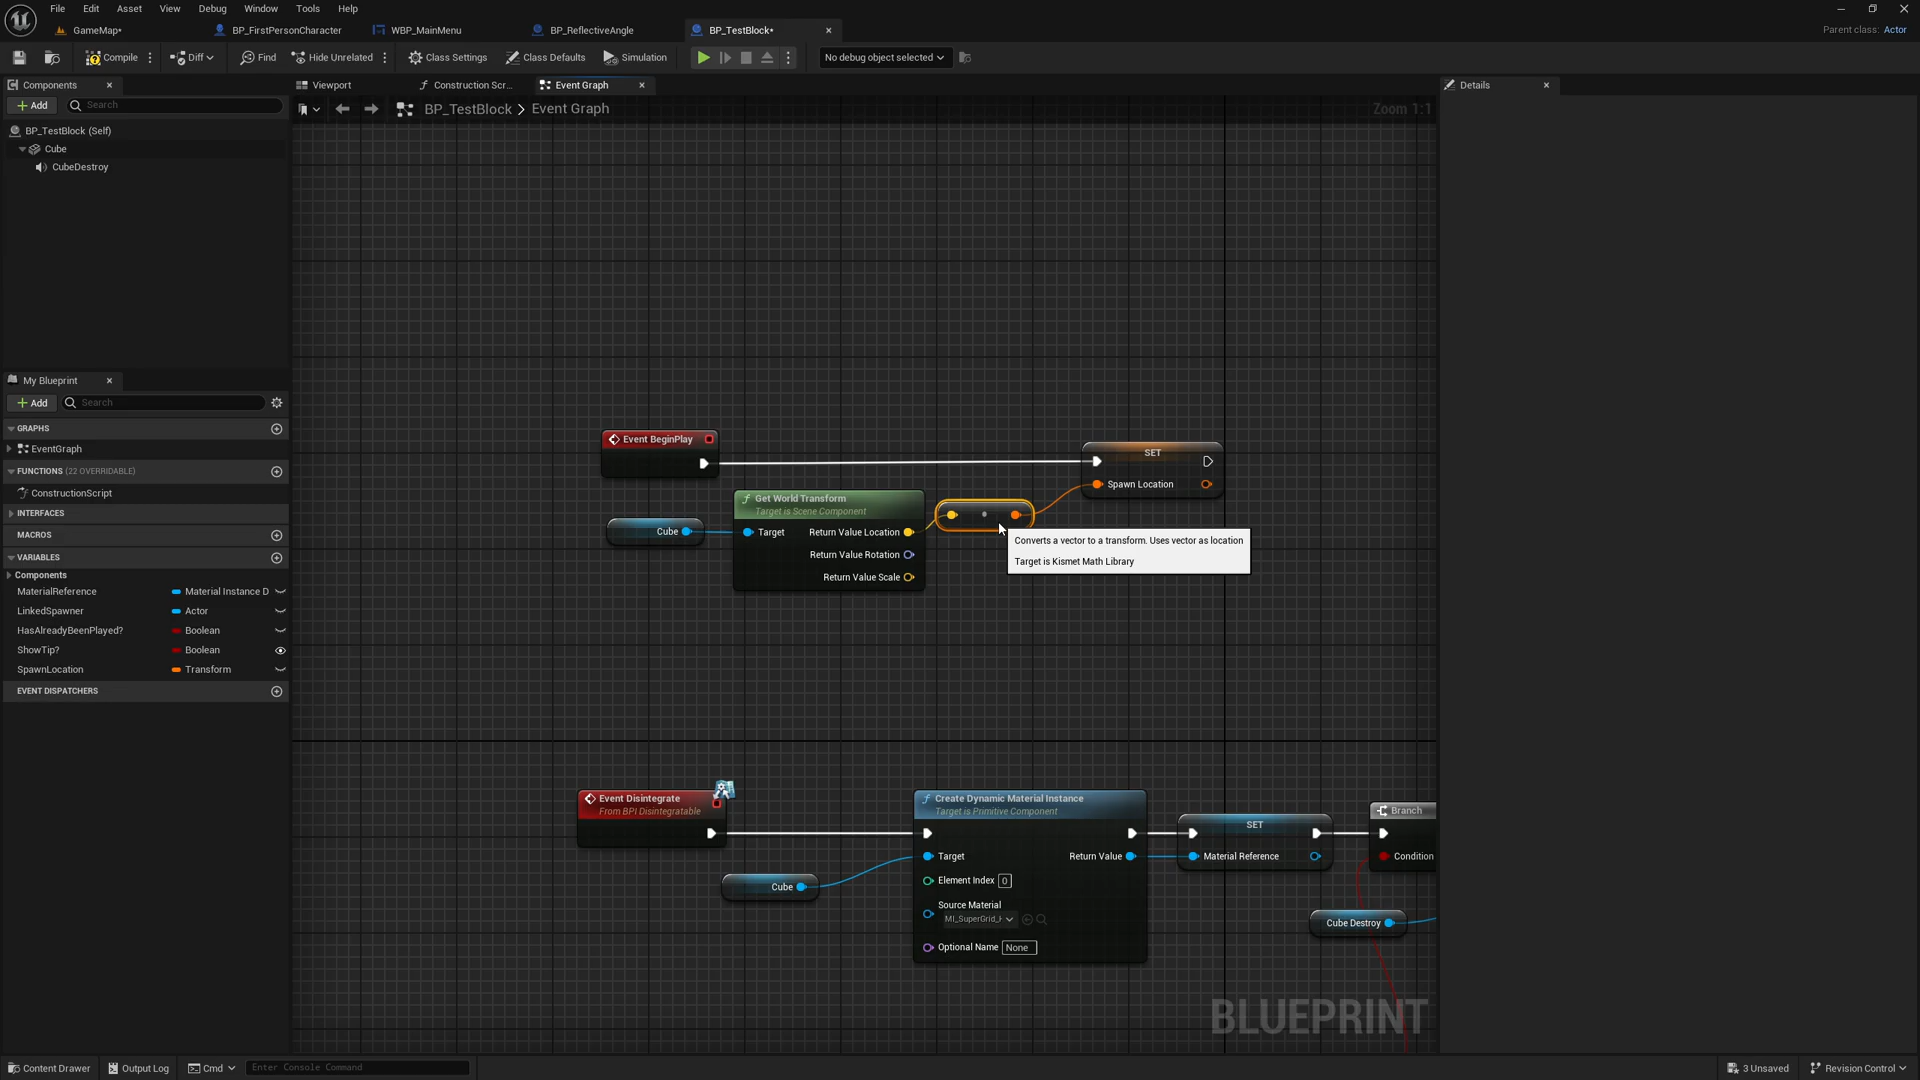 File Edit Asset View Debug Window Tools Help
GameMap* BP_FirstPersonCharacter WBP_MainMenu BP_ReflectiveAngle BP_TestBlock* Parent class: Actor
Compile Diff Find Hide Unrelated Class Settings Class Defaults Simulation No debug object selected
Components
Add Search
BP_TestBlock (Self)
Cube
CubeDestroy
Viewport Construction Scr... Event Graph
BP_TestBlock > Event Graph Zoom 1:1
Details
My Blueprint
Add Search
GRAPHS
EventGraph
FUNCTIONS (22 OVERRIDABLE)
ConstructionScript
INTERFACES
MACROS
VARIABLES
Components
MaterialReference Material Instance D
LinkedSpawner Actor
HasAlreadyBeenPlayed? Boolean
ShowTip? Boolean
SpawnLocation Transform
EVENT DISPATCHERS
Event BeginPlay
SET
Spawn Location
Get World Transform
Target is Scene Component
Cube
Target Return Value Location
Return Value Rotation
Return Value Scale
Converts a vector to a transform. Uses vector as location
Target is Kismet Math Library
Event Disintegrate
From BPI Disintegratable
Create Dynamic Material Instance
Target is Primitive Component
Target Return Value
Element Index 0
Source Material
Optional Name None
Cube
SET
Material Reference
Branch
Condition
Cube Destroy
BLUEPRINT
Content Drawer Output Log Cmd Enter Console Command 3 Unsaved Revision Control